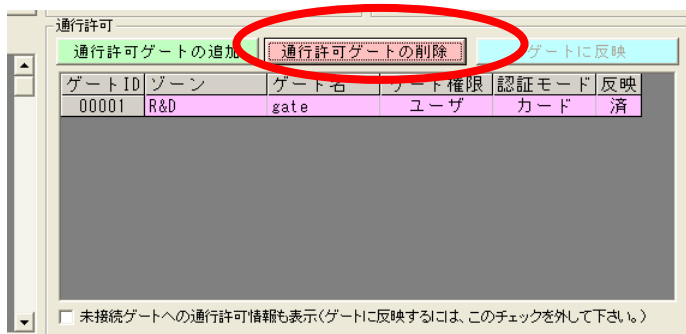 通行許可
通行許可ゲートの追加 通行許可ゲートの削除 ゲートに反映
ゲートID ゾーン ゲート名 ゲート権限 認証モード 反映
00001 R&D gate ユーザ カード 済
未接続ゲートへの通行許可情報も表示(ゲートに反映するには、このチェックを外して下さい。)